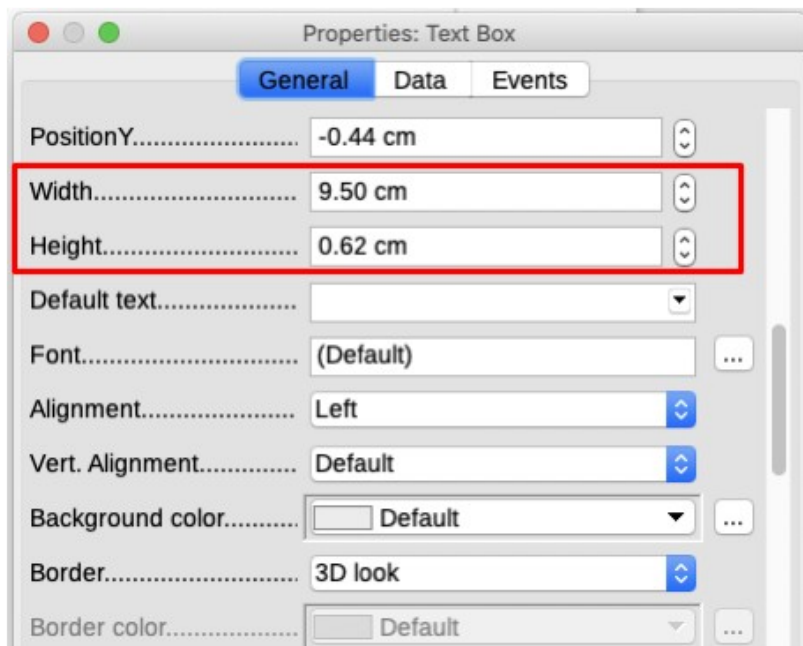 Properties: Text Box
General Data Events
PositionY........................ -0.44 cm
Width............................. 9.50 cm
Height............................ 0.62 cm
Default text....................
Font............................... (Default) ...
Alignment...................... Left
Vert. Alignment.............. Default
Background color........... Default ...
Border............................ 3D look
Border color................... Default ...